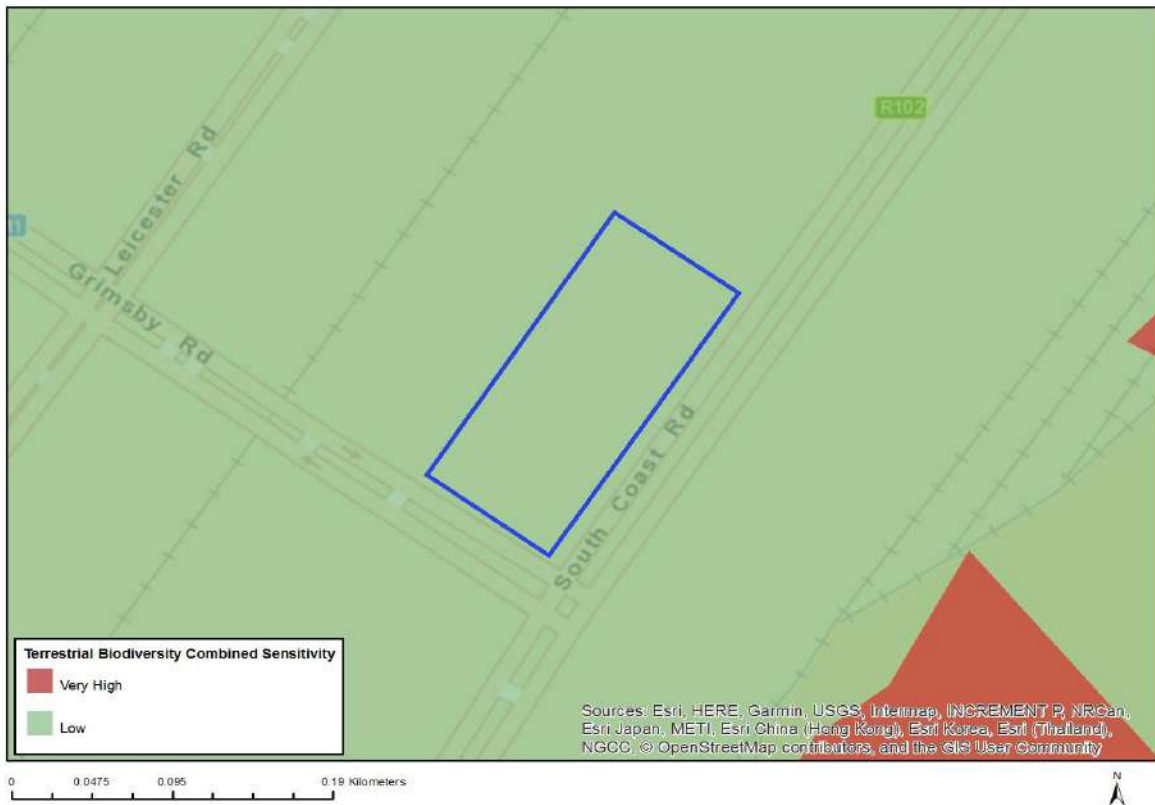 R102
11
Leicester Rd
Grimsby Rd
South Coast Rd
Terrestrial Biodiversity Combined Sensitivity
Very High
Low
Sources: Esri, HERE, Garmin, USGS, Intermap, INCREMENT P, NRCan,
Esri Japan, METI, Esri China (Hong Kong), Esri Korea, Esri (Thailand),
NGCC, © OpenStreetMap contributors, and the GIS User Community
0 0.0475 0.095 0.19 Kilometers
N